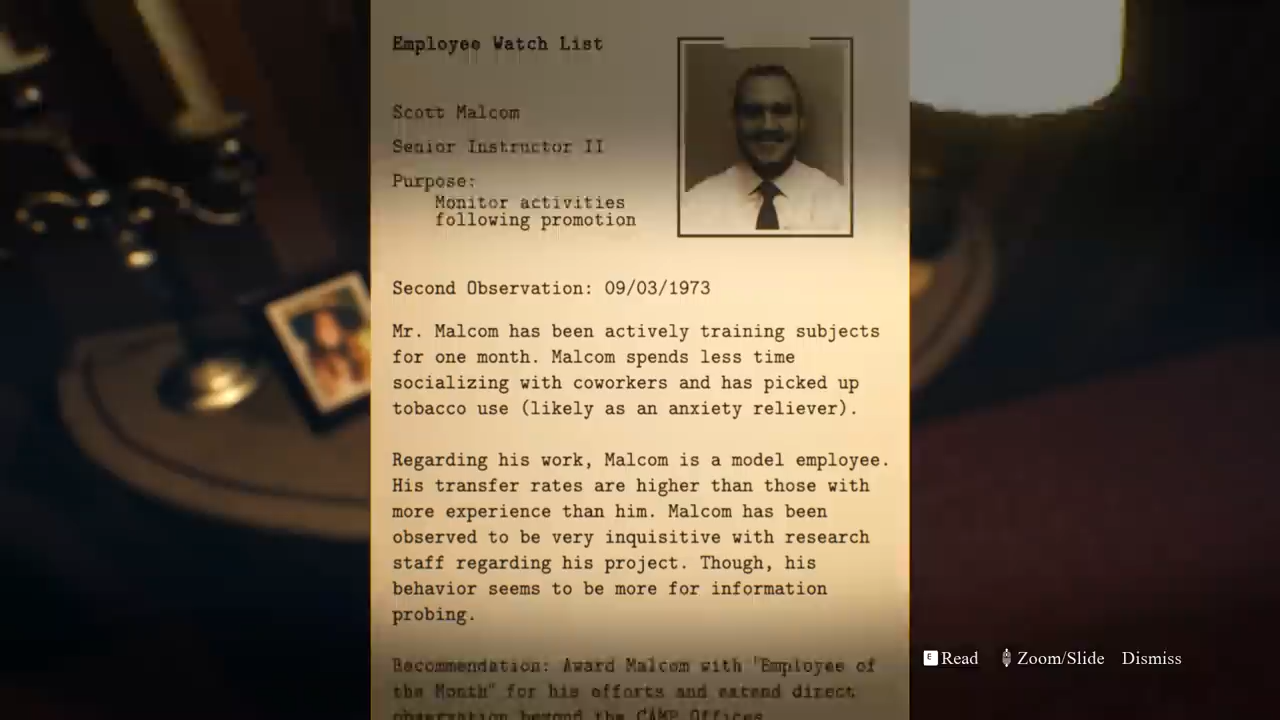 Employee Watch List
Scott Malcom
Senior Instructor II
Purpose:
Monitor activities
following promotion
Second Observation: 09/03/1973
Mr. Malcom has been actively training subjects
for one month. Malcom spends less time
socializing with coworkers and has picked up
tobacco use (likely as an anxiety reliever).
Regarding his work, Malcom is a model employee.
His transfer rates are higher than those with
more experience than him. Malcom has been
observed to be very inquisitive with research
staff regarding his project. Though, his
behavior seems to be more for information
probing.
Recommendation: Award Malcom with "Employee of
the Month" for his efforts and extend direct
observation beyond the CAMP Offices
E Read
Zoom/Slide
Dismiss